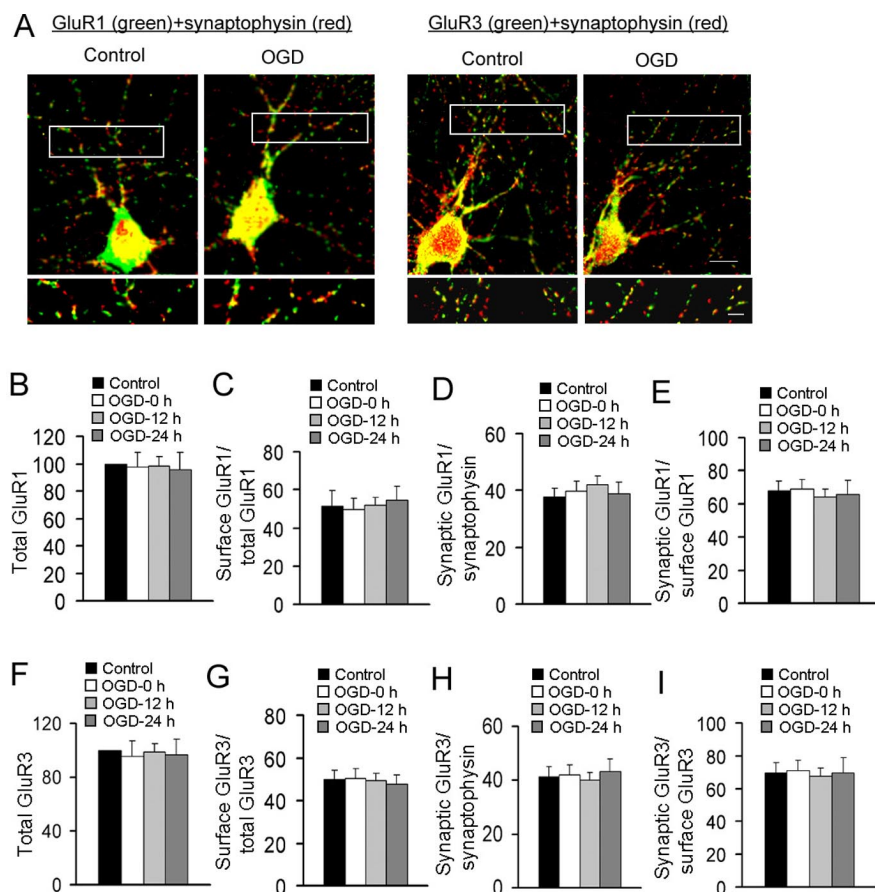 A
GluR1 (green)+synaptophysin (red)
GluR3 (green)+synaptophysin (red)
Control
OGD
Control
OGD
B
Control
OGD-0 h
OGD-12 h
OGD-24 h
Total GluR1
120
100
80
60
40
20
0
C
Control
OGD-0 h
OGD-12 h
OGD-24 h
Surface GluR1/
total GluR1
80
60
40
20
0
D
Control
OGD-0 h
OGD-12 h
OGD-24 h
Synaptic GluR1/
synaptophysin
60
40
20
0
E
Control
OGD-0 h
OGD-12 h
OGD-24 h
Synaptic GluR1/
surface GluR1
100
80
60
40
20
0
F
Control
OGD-0 h
OGD-12 h
OGD-24 h
Total GluR3
120
80
40
0
G
Control
OGD-0 h
OGD-12 h
OGD-24 h
Surface GluR3/
total GluR3
80
60
40
20
0
H
Control
OGD-0 h
OGD-12 h
OGD-24 h
Synaptic GluR3/
synaptophysin
60
40
20
0
I
Control
OGD-0 h
OGD-12 h
OGD-24 h
Synaptic GluR3/
surface GluR3
100
80
60
40
20
0